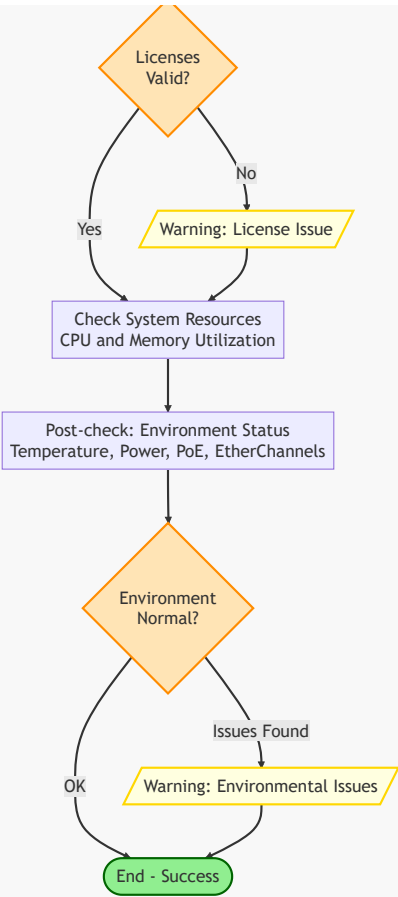 Licenses
Valid?
No
Yes
Warning: License Issue
Check System Resources
CPU and Memory Utilization
Post-check: Environment Status
Temperature, Power, PoE, EtherChannels
Environment
Normal?
Issues Found
OK
Warning: Environmental Issues
End - Success